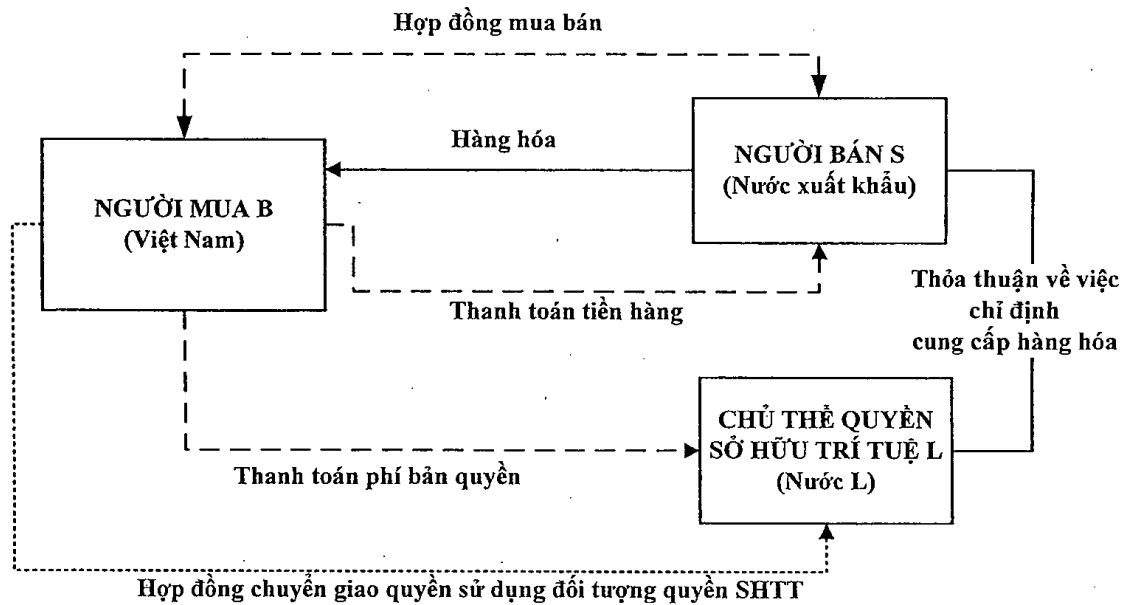 Hợp đồng mua bán
NGƯỜI MUA B
(Việt Nam)
Hàng hóa
NGƯỜI BÁN S
(Nước xuất khẩu)
Thanh toán tiền hàng
Thỏa thuận về việc
chỉ định
cung cấp hàng hóa
CHỦ THỂ QUYỀN
SỞ HỮU TRÍ TUỆ L
(Nước L)
Thanh toán phí bản quyền
Hợp đồng chuyển giao quyền sử dụng đối tượng quyền SHTT